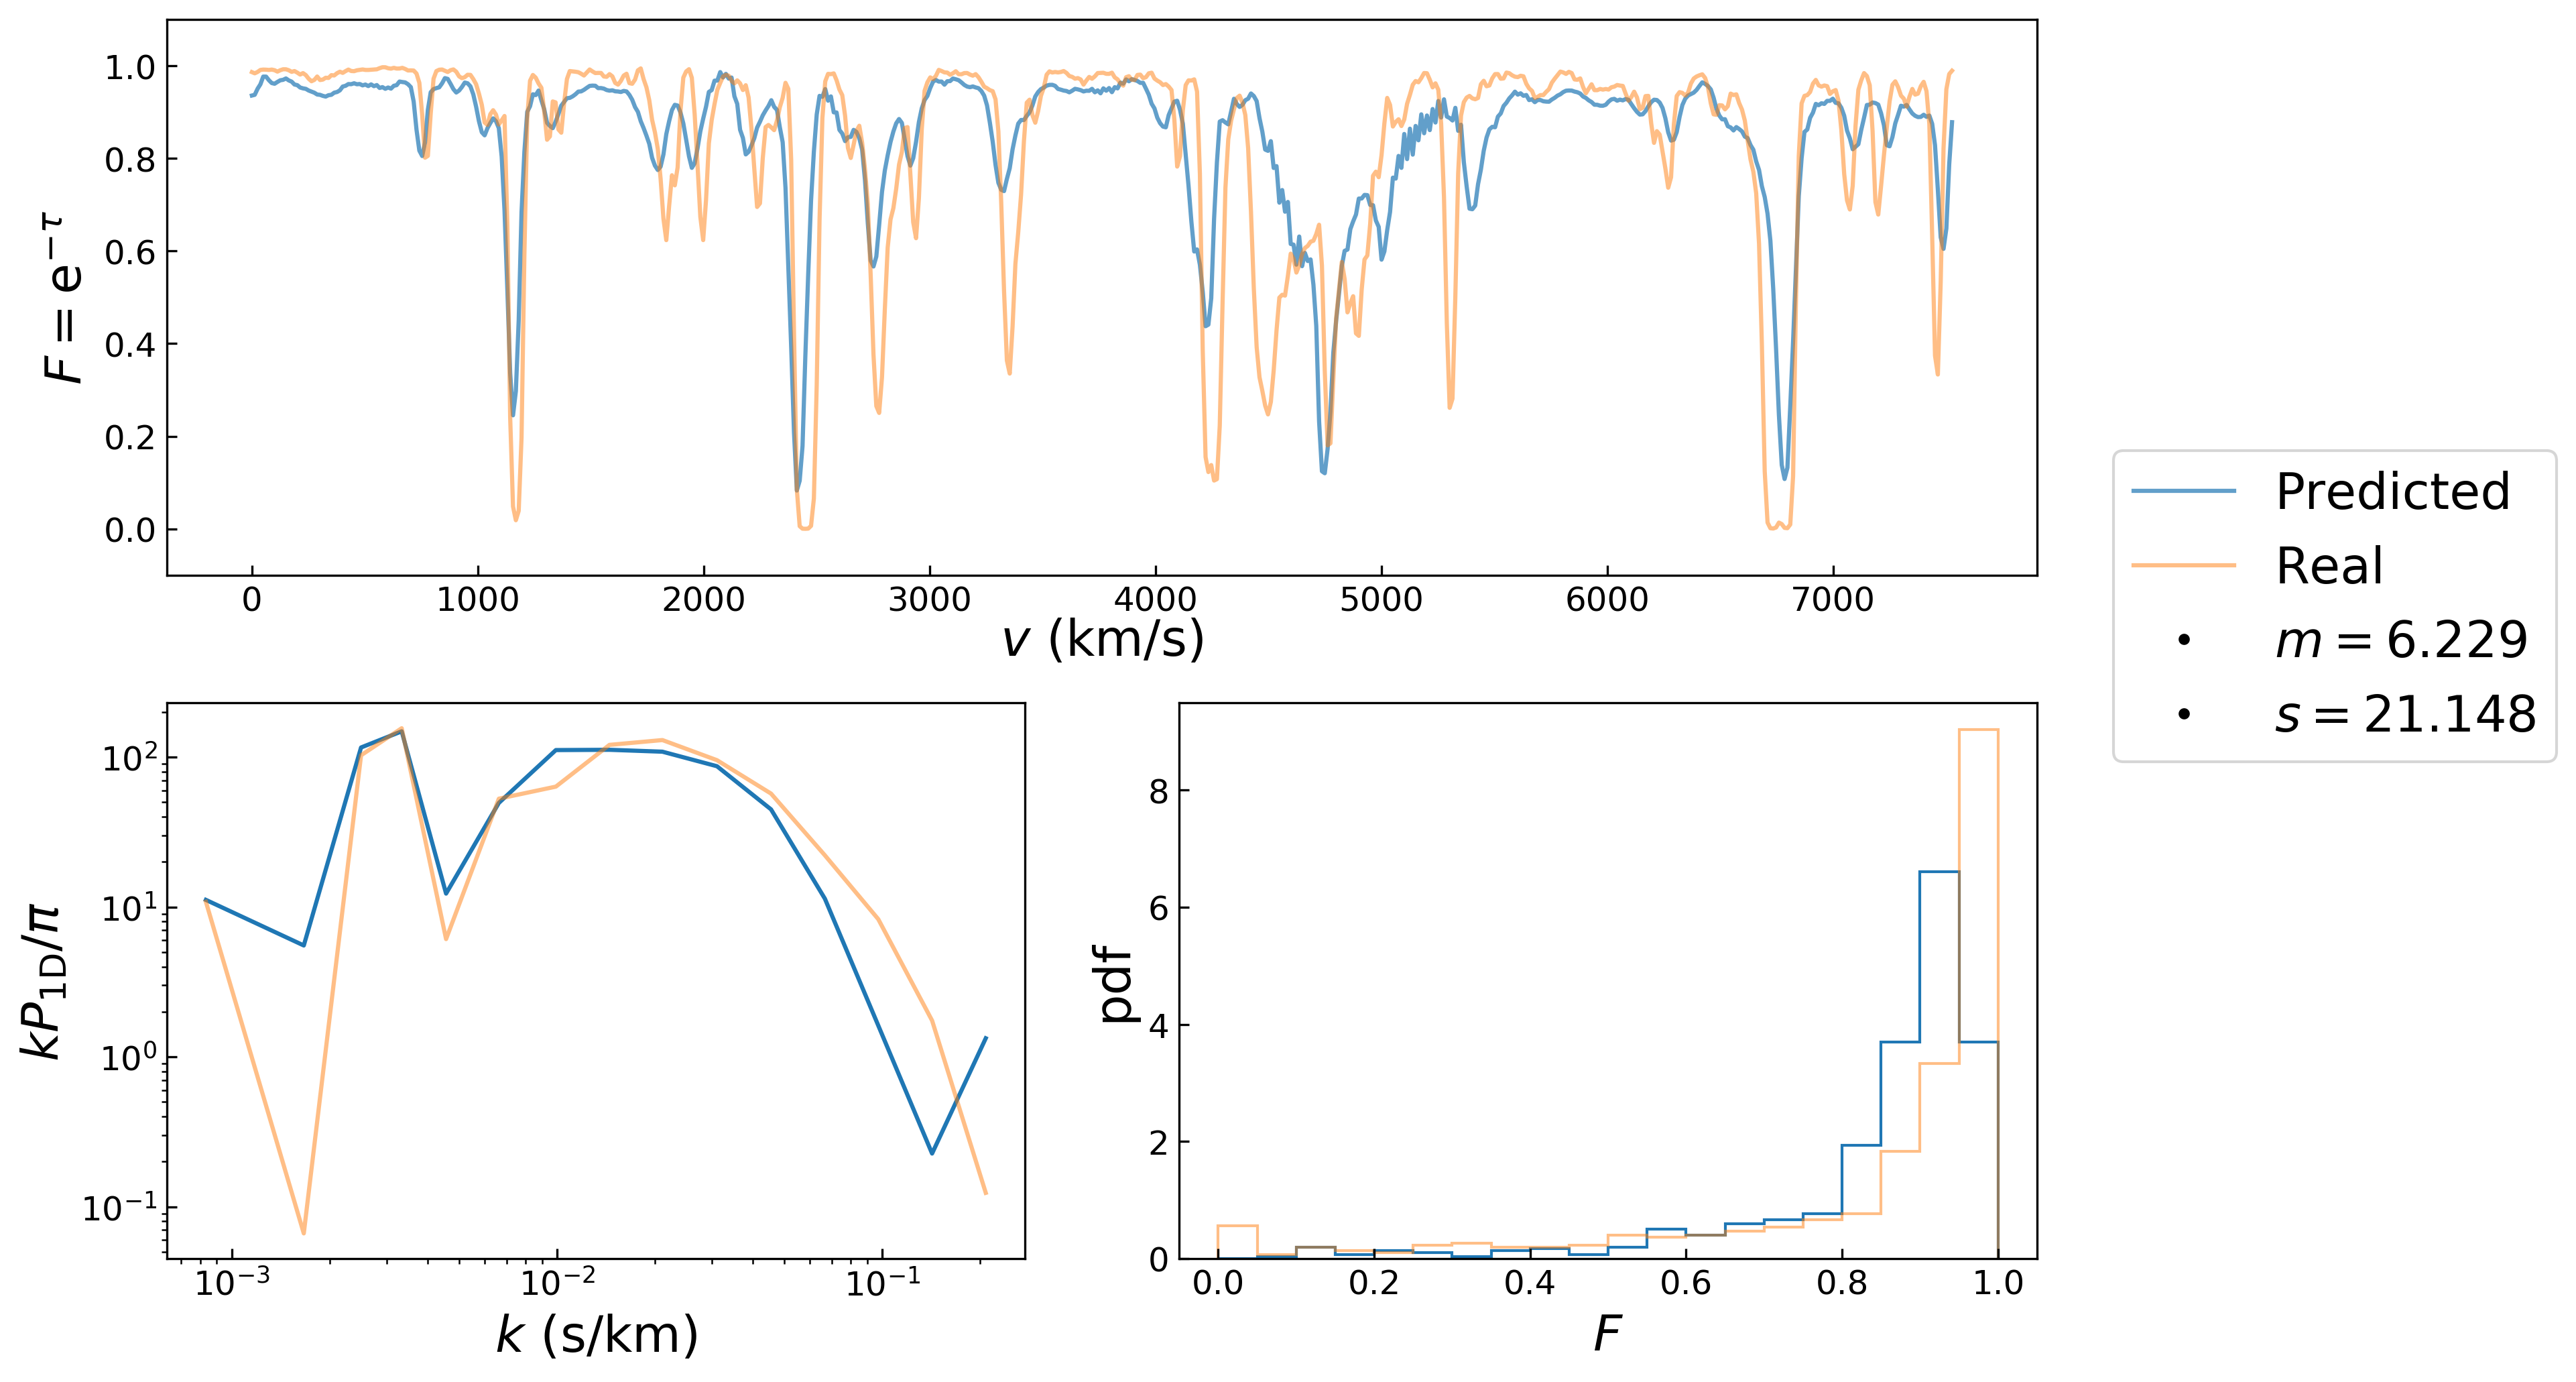 F = e^{−τ}
1.0
0.8
0.6
0.4
0.2
0.0
0 1000 2000 3000 4000 5000 6000 7000
v (km/s)
Predicted
Real
m = 6.229
s = 21.148
kP_{1D}/π
10^2
10^1
10^0
10^{−1}
10^{−3} 10^{−2} 10^{−1}
k (s/km)
pdf
8
6
4
2
0
0.0 0.2 0.4 0.6 0.8 1.0
F